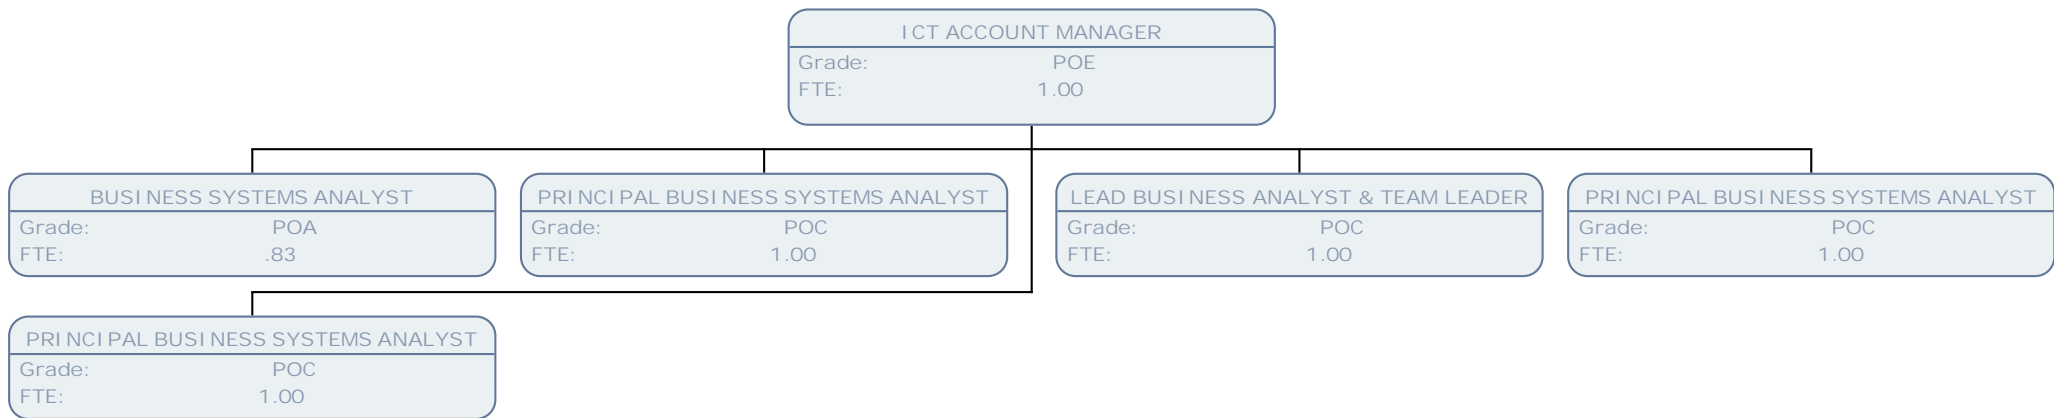 ICT ACCOUNT MANAGER
Grade: POE
FTE: 1.00
BUSINESS SYSTEMS ANALYST
Grade: POA
FTE: .83
PRINCIPAL BUSINESS SYSTEMS ANALYST
Grade: POC
FTE: 1.00
LEAD BUSINESS ANALYST & TEAM LEADER
Grade: POC
FTE: 1.00
PRINCIPAL BUSINESS SYSTEMS ANALYST
Grade: POC
FTE: 1.00
PRINCIPAL BUSINESS SYSTEMS ANALYST
Grade: POC
FTE: 1.00